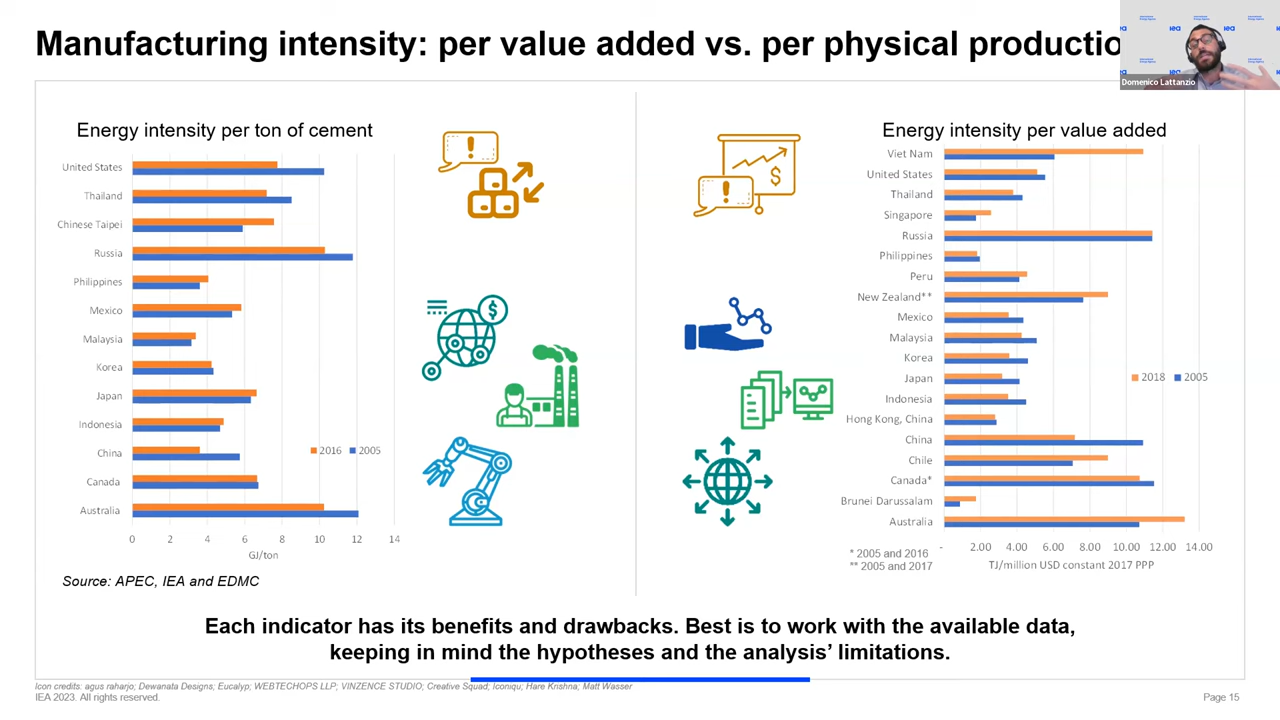 Manufacturing intensity: per value added vs. per physical productio
iea
Domenico Lattanzio
Energy intensity per ton of cement
United States
Thailand
Chinese Taipei
Russia
Philippines
Mexico
Malaysia
Korea
Japan
Indonesia
China
Canada
Australia
2016 2005
0 2 4 6 8 10 12 14
GJ/ton
Source: APEC, IEA and EDMC
!
$
$
!
Energy intensity per value added
Viet Nam
United States
Thailand
Singapore
Russia
Philippines
Peru
New Zealand**
Mexico
Malaysia
Korea
Japan
Indonesia
Hong Kong, China
China
Chile
Canada*
Brunei Darussalam
Australia
2018 2005
- 2.00 4.00 6.00 8.00 10.00 12.00 14.00
TJ/million USD constant 2017 PPP
* 2005 and 2016
** 2005 and 2017
Each indicator has its benefits and drawbacks. Best is to work with the available data,
keeping in mind the hypotheses and the analysis’ limitations.
Icon credits: agus raharjo; Dewanata Designs; Eucalyp; WEBTECHOPS LLP; VINZENCE STUDIO; Creative Squad; Iconiqu; Hare Krishna; Matt Wasser
IEA 2023. All rights reserved.
Page 15